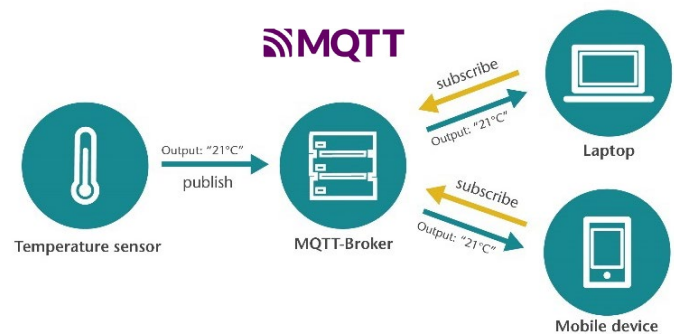 MQTT
subscribe
Output: "21°C"
Laptop
Output: "21°C"
publish
Temperature sensor
MQTT-Broker
subscribe
Output: "21°C"
Mobile device